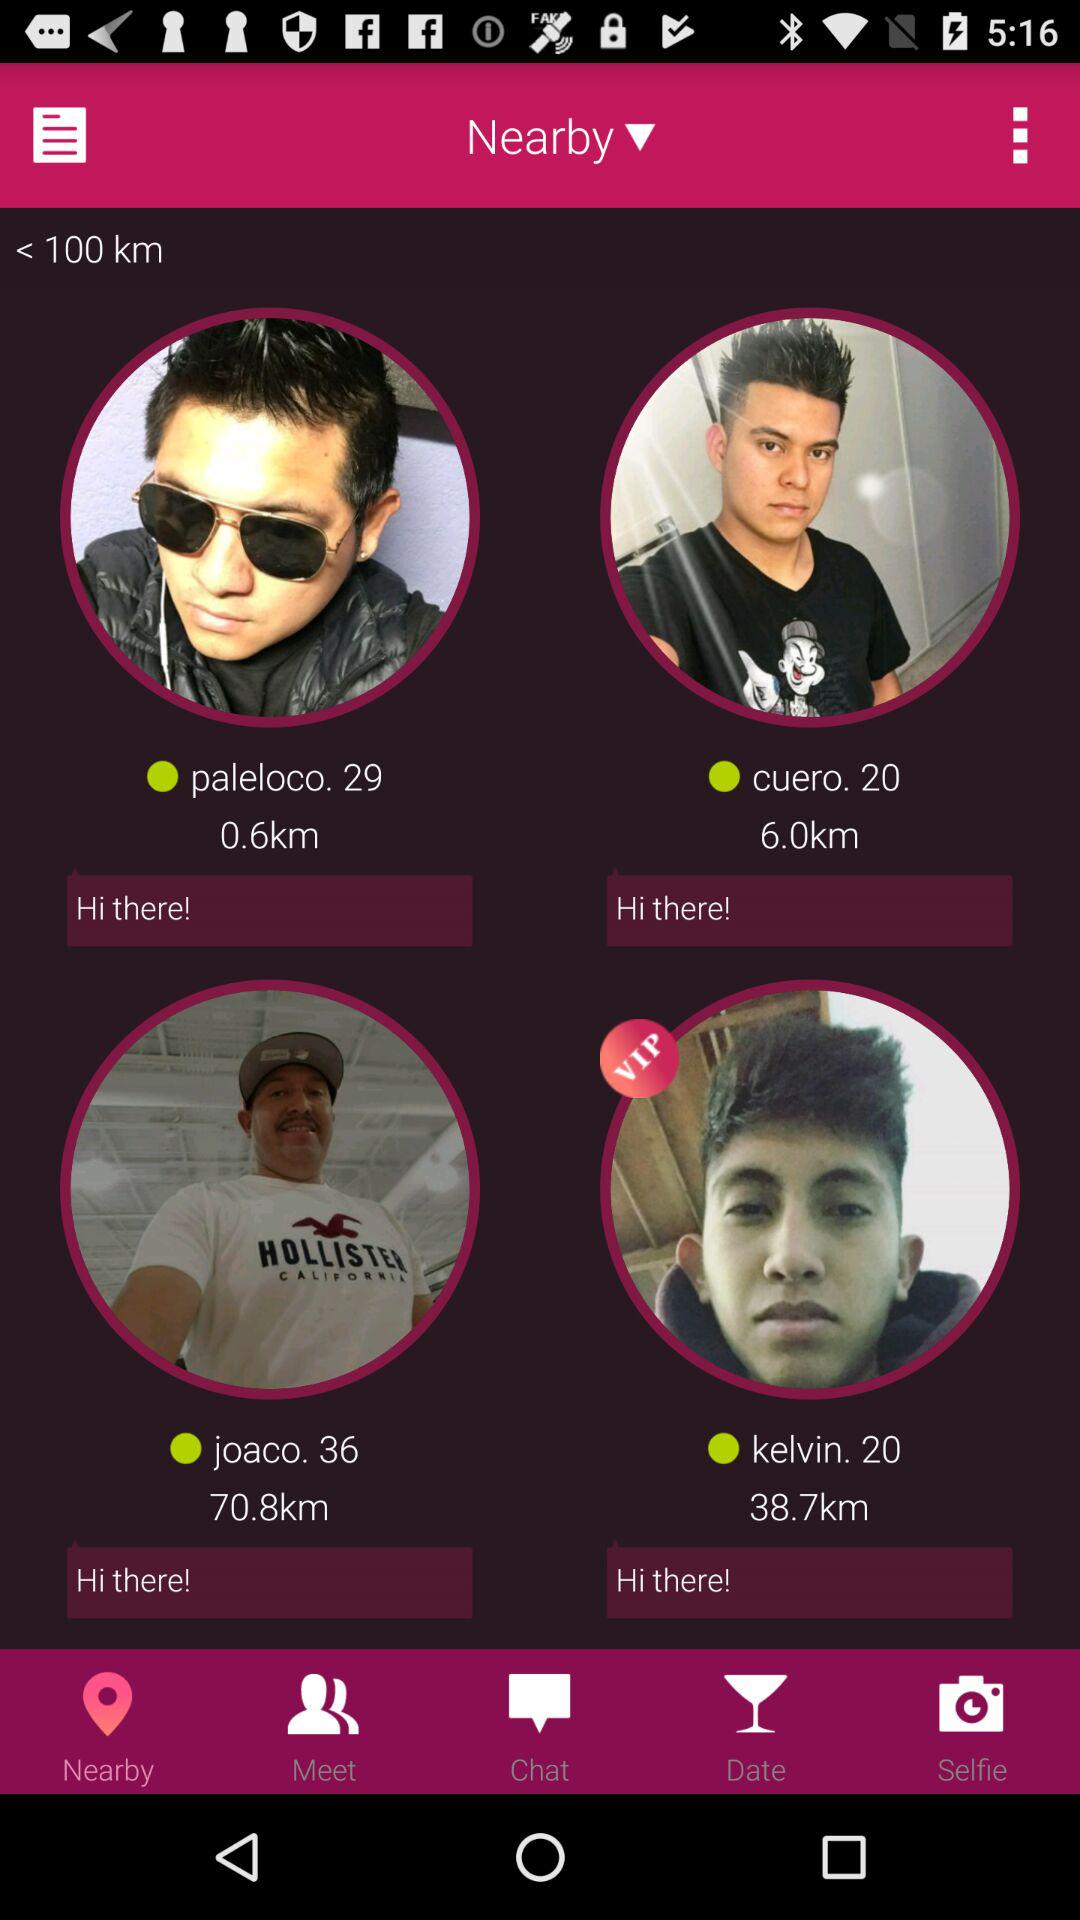 FAKE
5:16
Nearby
< 100 km
paleloco. 29
cuero. 20
0.6km
6.0km
Hi there!
Hi there!
HOLLISTER
CALIFORNIA
VIP
joaco. 36
kelvin. 20
70.8km
38.7km
Hi there!
Hi there!
Nearby
Meet
Chat
Date
Selfie